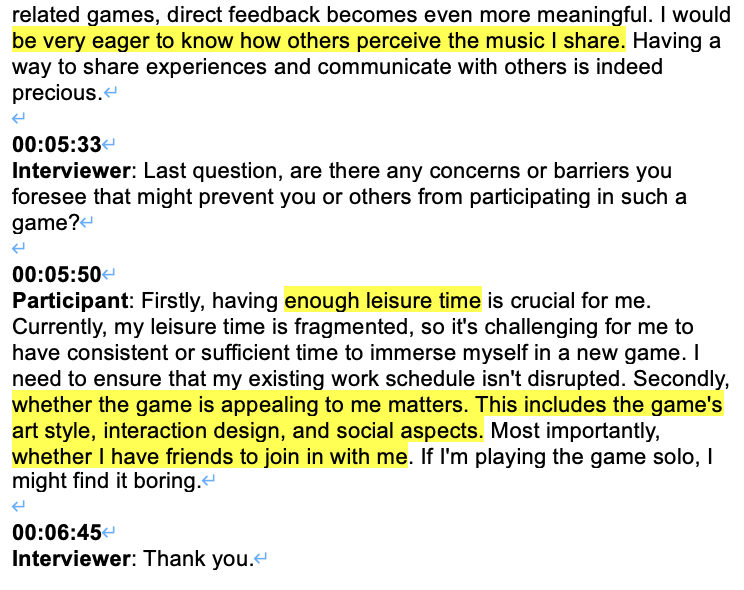 related games, direct feedback becomes even more meaningful. I would
be very eager to know how others perceive the music I share. Having a
way to share experiences and communicate with others is indeed
precious.↵
↵
00:05:33↵
Interviewer: Last question, are there any concerns or barriers you
foresee that might prevent you or others from participating in such a
game?↵
↵
00:05:50↵
Participant: Firstly, having enough leisure time is crucial for me.
Currently, my leisure time is fragmented, so it's challenging for me to
have consistent or sufficient time to immerse myself in a new game. I
need to ensure that my existing work schedule isn't disrupted. Secondly,
whether the game is appealing to me matters. This includes the game's
art style, interaction design, and social aspects. Most importantly,
whether I have friends to join in with me. If I'm playing the game solo, I
might find it boring.↵
↵
00:06:45↵
Interviewer: Thank you.↵